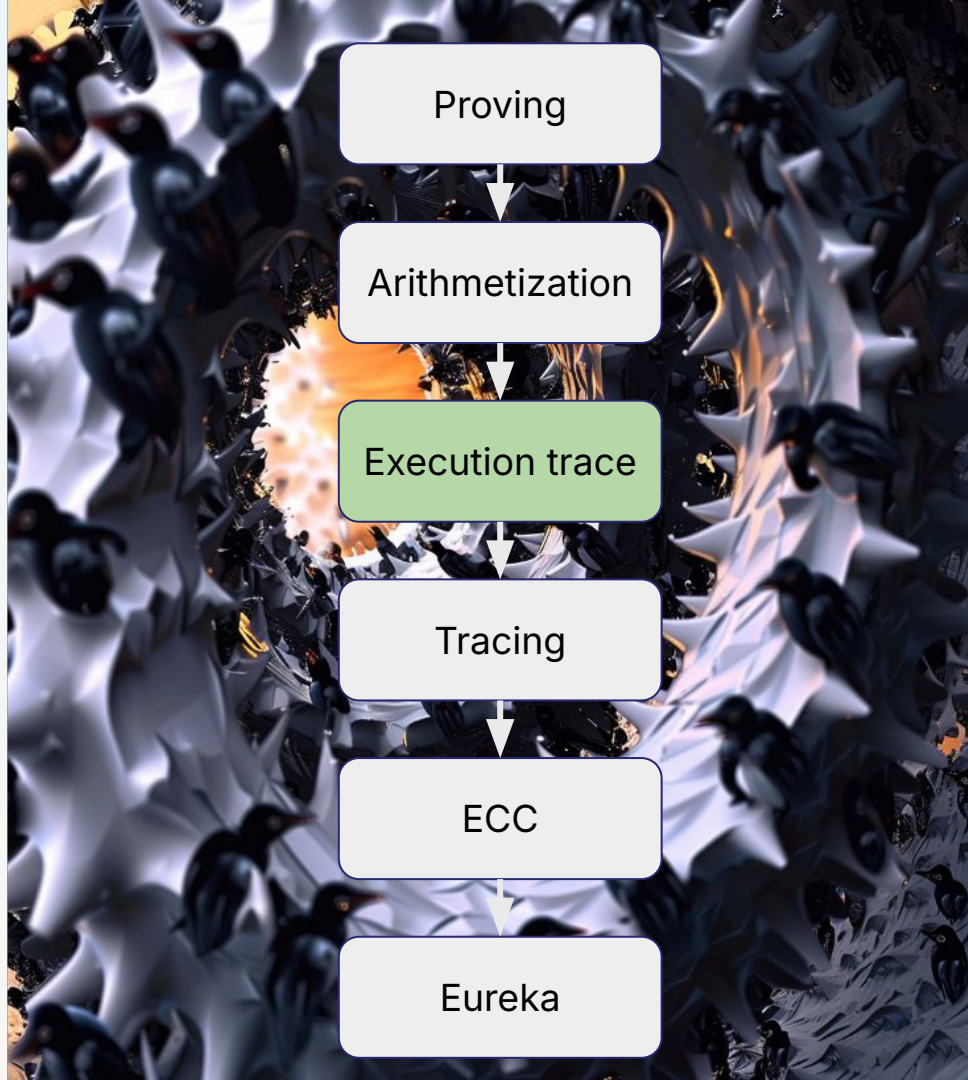 Proving
Arithmetization
Execution trace
Tracing
ECC
Eureka